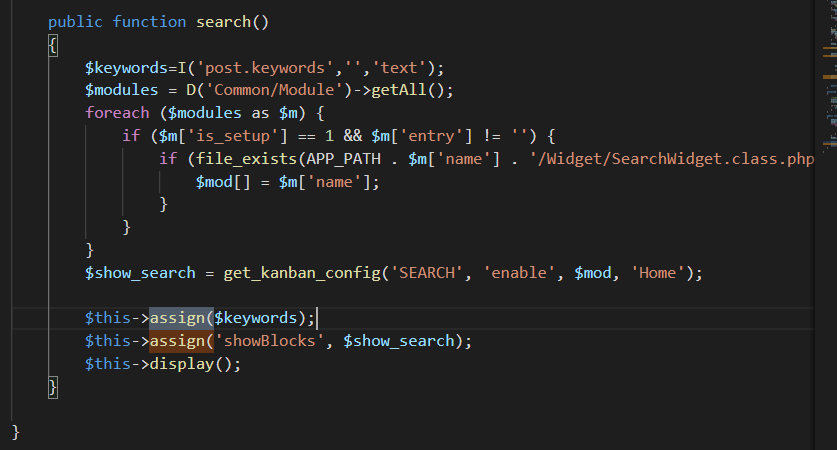 public function search()
{
$keywords=I('post.keywords','','text');
$modules = D('Common/Module')->getAll();
foreach ($modules as $m) {
if ($m['is_setup'] == 1 && $m['entry'] != '') {
if (file_exists(APP_PATH . $m['name'] . '/Widget/SearchWidget.class.php
$mod[] = $m['name'];
}
}
}
$show_search = get_kanban_config('SEARCH', 'enable', $mod, 'Home');
$this->assign($keywords);
$this->assign('showBlocks', $show_search);
$this->display();
}
}